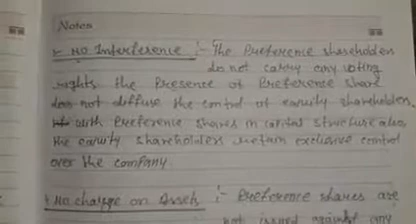 Notes
No Interference :- The Preference shareholders
do not carry any voting
rights the Presence of Preference share
does not diffuse the control of equity shareholders
with Preference shares in capital structure also,
the equity shareholders retain exclusive control
over the company.
No charge on Assets :- Preference shares are
not issued against any